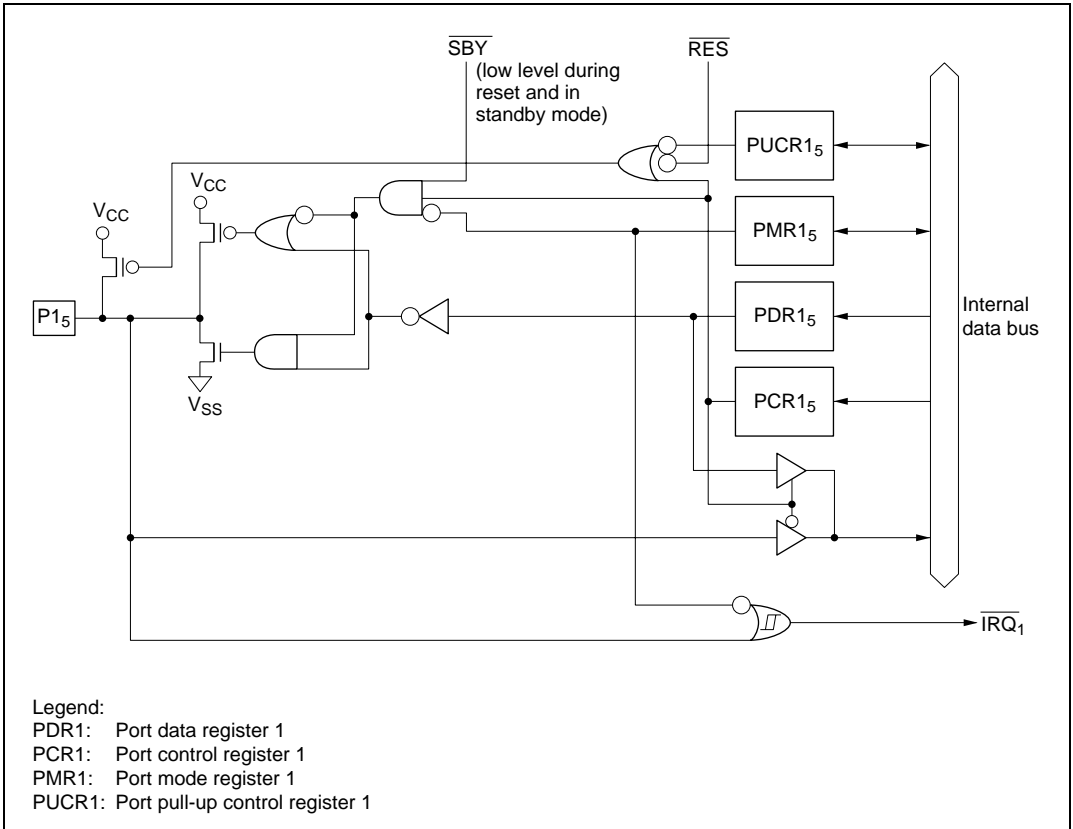 SBY
(low level during
reset and in
standby mode)
RES
PUCR15
VCC
VCC
PMR15
P15
PDR15
Internal
data bus
PCR15
VSS
IRQ1
Legend:
PDR1: Port data register 1
PCR1: Port control register 1
PMR1: Port mode register 1
PUCR1: Port pull-up control register 1